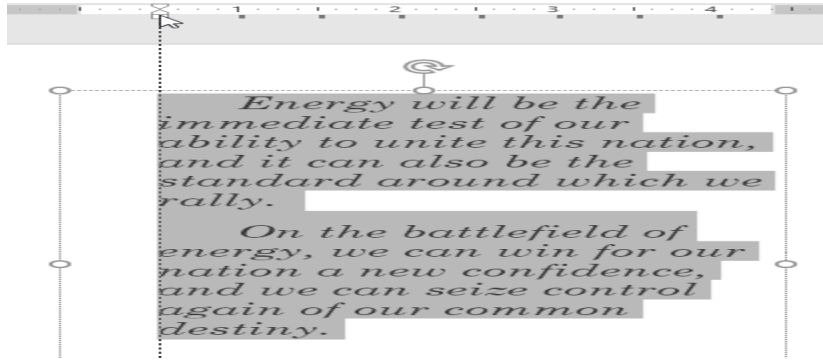 1 2 3 4
Energy will be the
immediate test of our
ability to unite this nation,
and it can also be the
standard around which we
rally.
On the battlefield of
energy, we can win for our
nation a new confidence,
and we can seize control
again of our common
destiny.